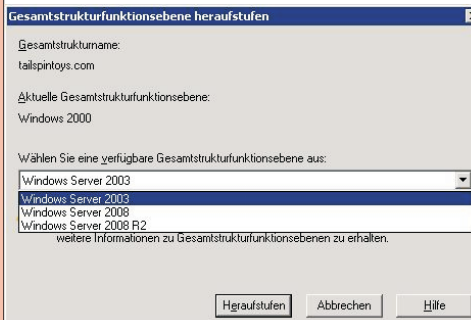 Gesamtstrukturfunktionsebene heraufstufen
Gesamtstrukturname:
tailspintoys.com
Aktuelle Gesamtstrukturfunktionsebene:
Windows 2000
Wählen Sie eine verfügbare Gesamtstrukturfunktionsebene aus:
Windows Server 2003
Windows Server 2003
Windows Server 2008
Windows Server 2008 R2
weitere Informationen zu Gesamtstrukturfunktionsebenen zu erhalten.
Heraufstufen Abbrechen Hilfe